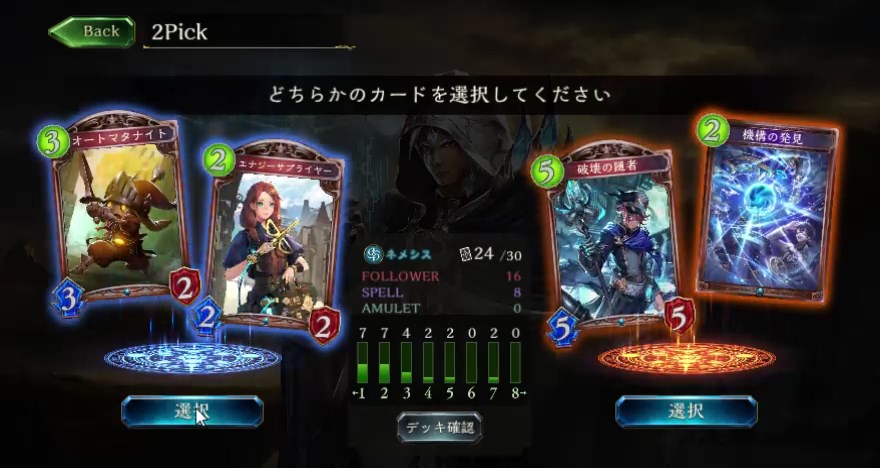 Back
2Pick
どちらかのカードを選択してください
3
オートマタナイト
3
2
2
エナジーサプライヤー
2
2
ネメシス
24/30
FOLLOWER 16
SPELL 8
AMULET 0
7 7 4 2 2 0 2 0
←1 2 3 4 5 6 7 8→
デッキ確認
5
破壊の隠者
5
5
2
機構の発見
選択
選択